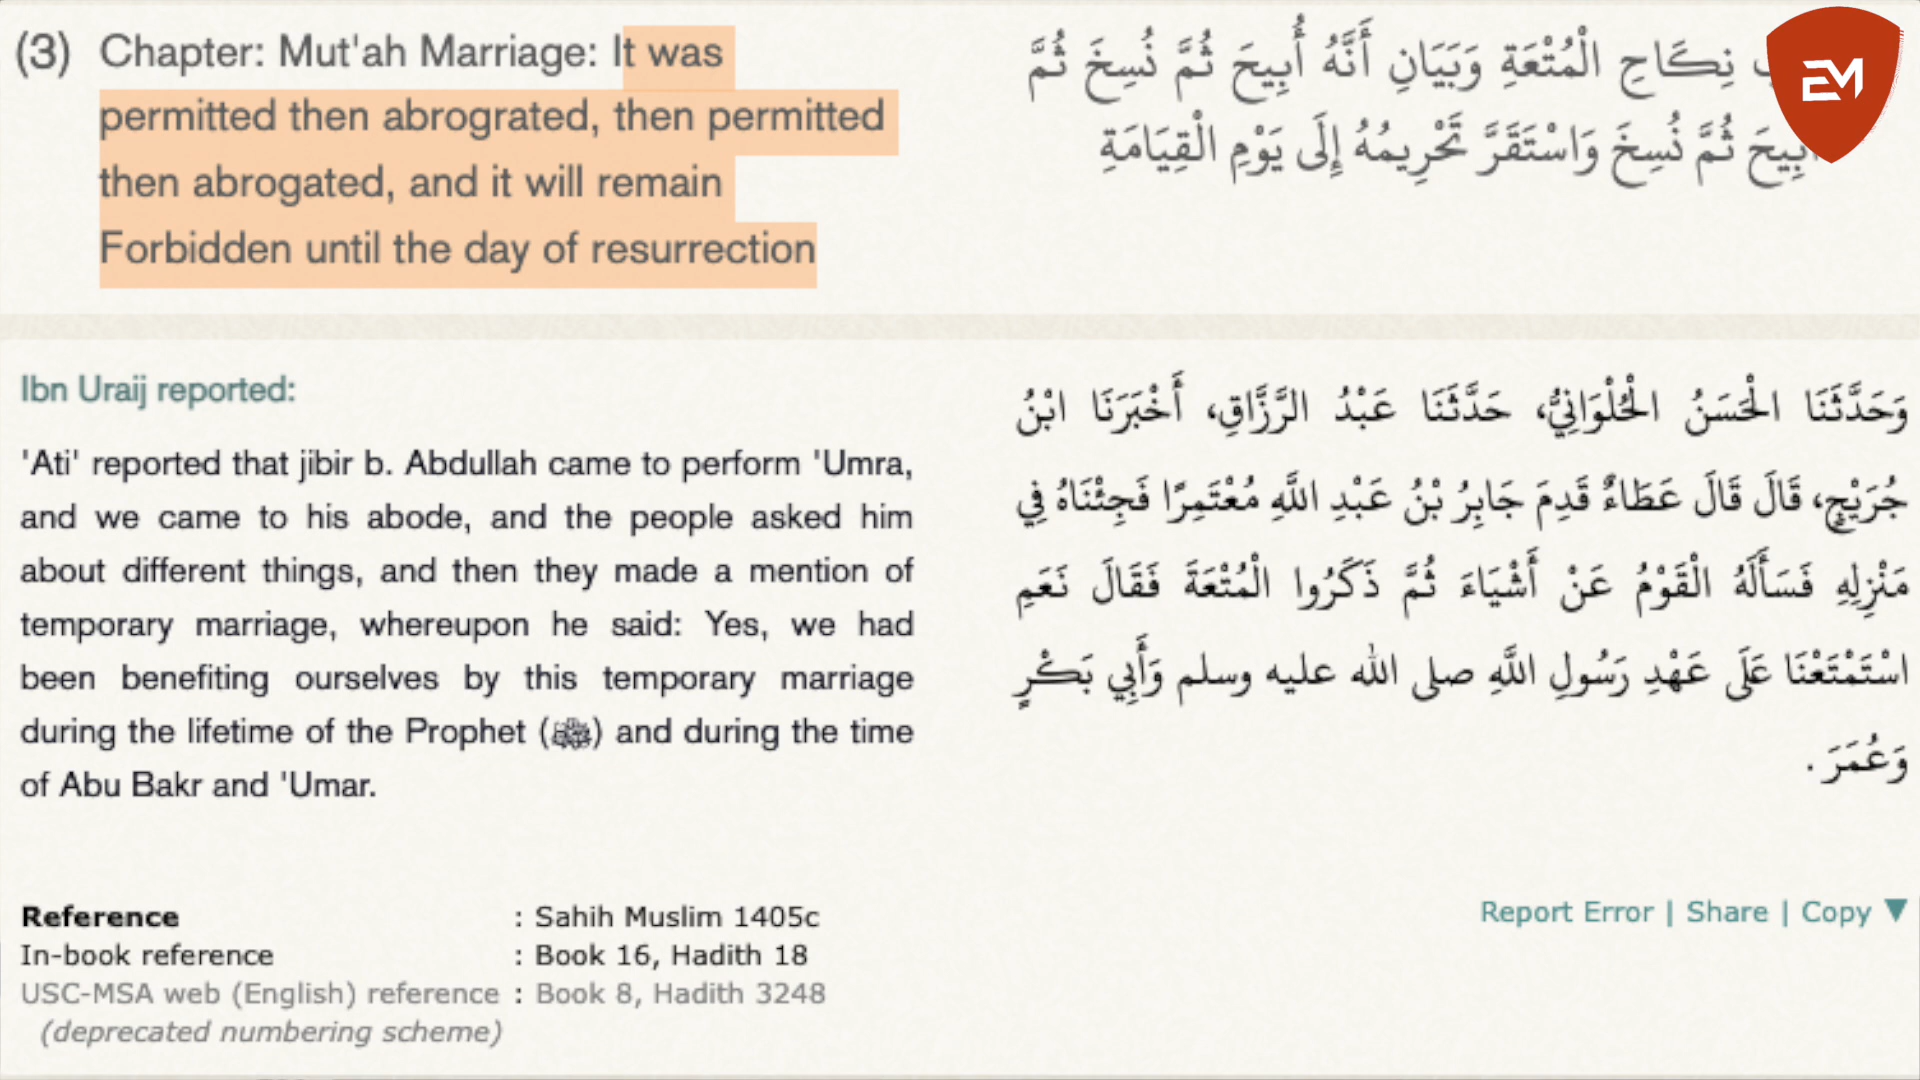 (3) Chapter: Mut'ah Marriage: It was
permitted then abrograted, then permitted
then abrogated, and it will remain
Forbidden until the day of resurrection
نِكَاحِ الْمُتْعَةِ وَبَيَانِ أَنَّهُ أُبِيحَ ثُمَّ نُسِخَ ثُمَّ
أُبِيحَ ثُمَّ نُسِخَ وَاسْتَقَرَّ تَحْرِيمُهُ إِلَى يَوْمِ الْقِيَامَةِ
EM
Ibn Uraij reported:
'Ati' reported that jibir b. Abdullah came to perform 'Umra,
and we came to his abode, and the people asked him
about different things, and then they made a mention of
temporary marriage, whereupon he said: Yes, we had
been benefiting ourselves by this temporary marriage
during the lifetime of the Prophet (ﷺ) and during the time
of Abu Bakr and 'Umar.
وَحَدَّثَنَا الْحَسَنُ الْحُلْوَانِيُّ، حَدَّثَنَا عَبْدُ الرَّزَّاقِ، أَخْبَرَنَا ابْنُ
جُرَيْجٍ، قَالَ قَالَ عَطَاءٌ قَدِمَ جَابِرُ بْنُ عَبْدِ اللَّهِ مُعْتَمِرًا فَجِئْنَاهُ فِي
مَنْزِلِهِ فَسَأَلَهُ الْقَوْمُ عَنْ أَشْيَاءَ ثُمَّ ذَكَرُوا الْمُتْعَةَ فَقَالَ نَعَمِ
اسْتَمْتَعْنَا عَلَى عَهْدِ رَسُولِ اللَّهِ صلى الله عليه وسلم وَأَبِي بَكْرٍ
وَعُمَرَ .
Reference : Sahih Muslim 1405c
In-book reference : Book 16, Hadith 18
USC-MSA web (English) reference : Book 8, Hadith 3248
(deprecated numbering scheme)
Report Error | Share | Copy ▼